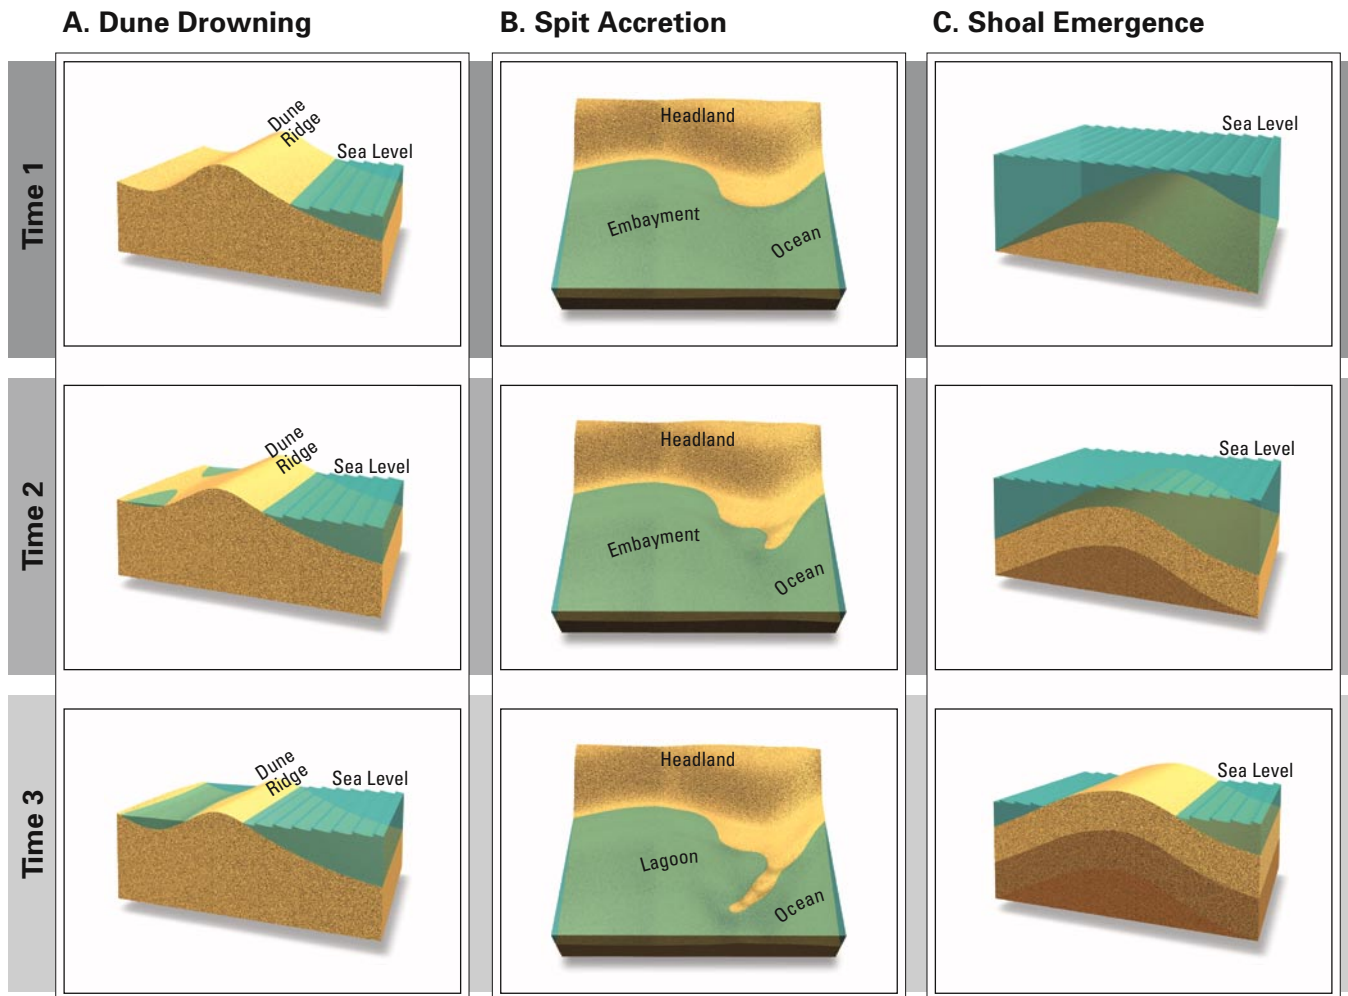 A. Dune Drowning
B. Spit Accretion
C. Shoal Emergence
Time 1
Dune
Ridge
Sea Level
Headland
Embayment
Ocean
Sea Level
Time 2
Dune
Ridge
Sea Level
Headland
Embayment
Ocean
Sea Level
Time 3
Dune
Ridge
Sea Level
Headland
Lagoon
Ocean
Sea Level